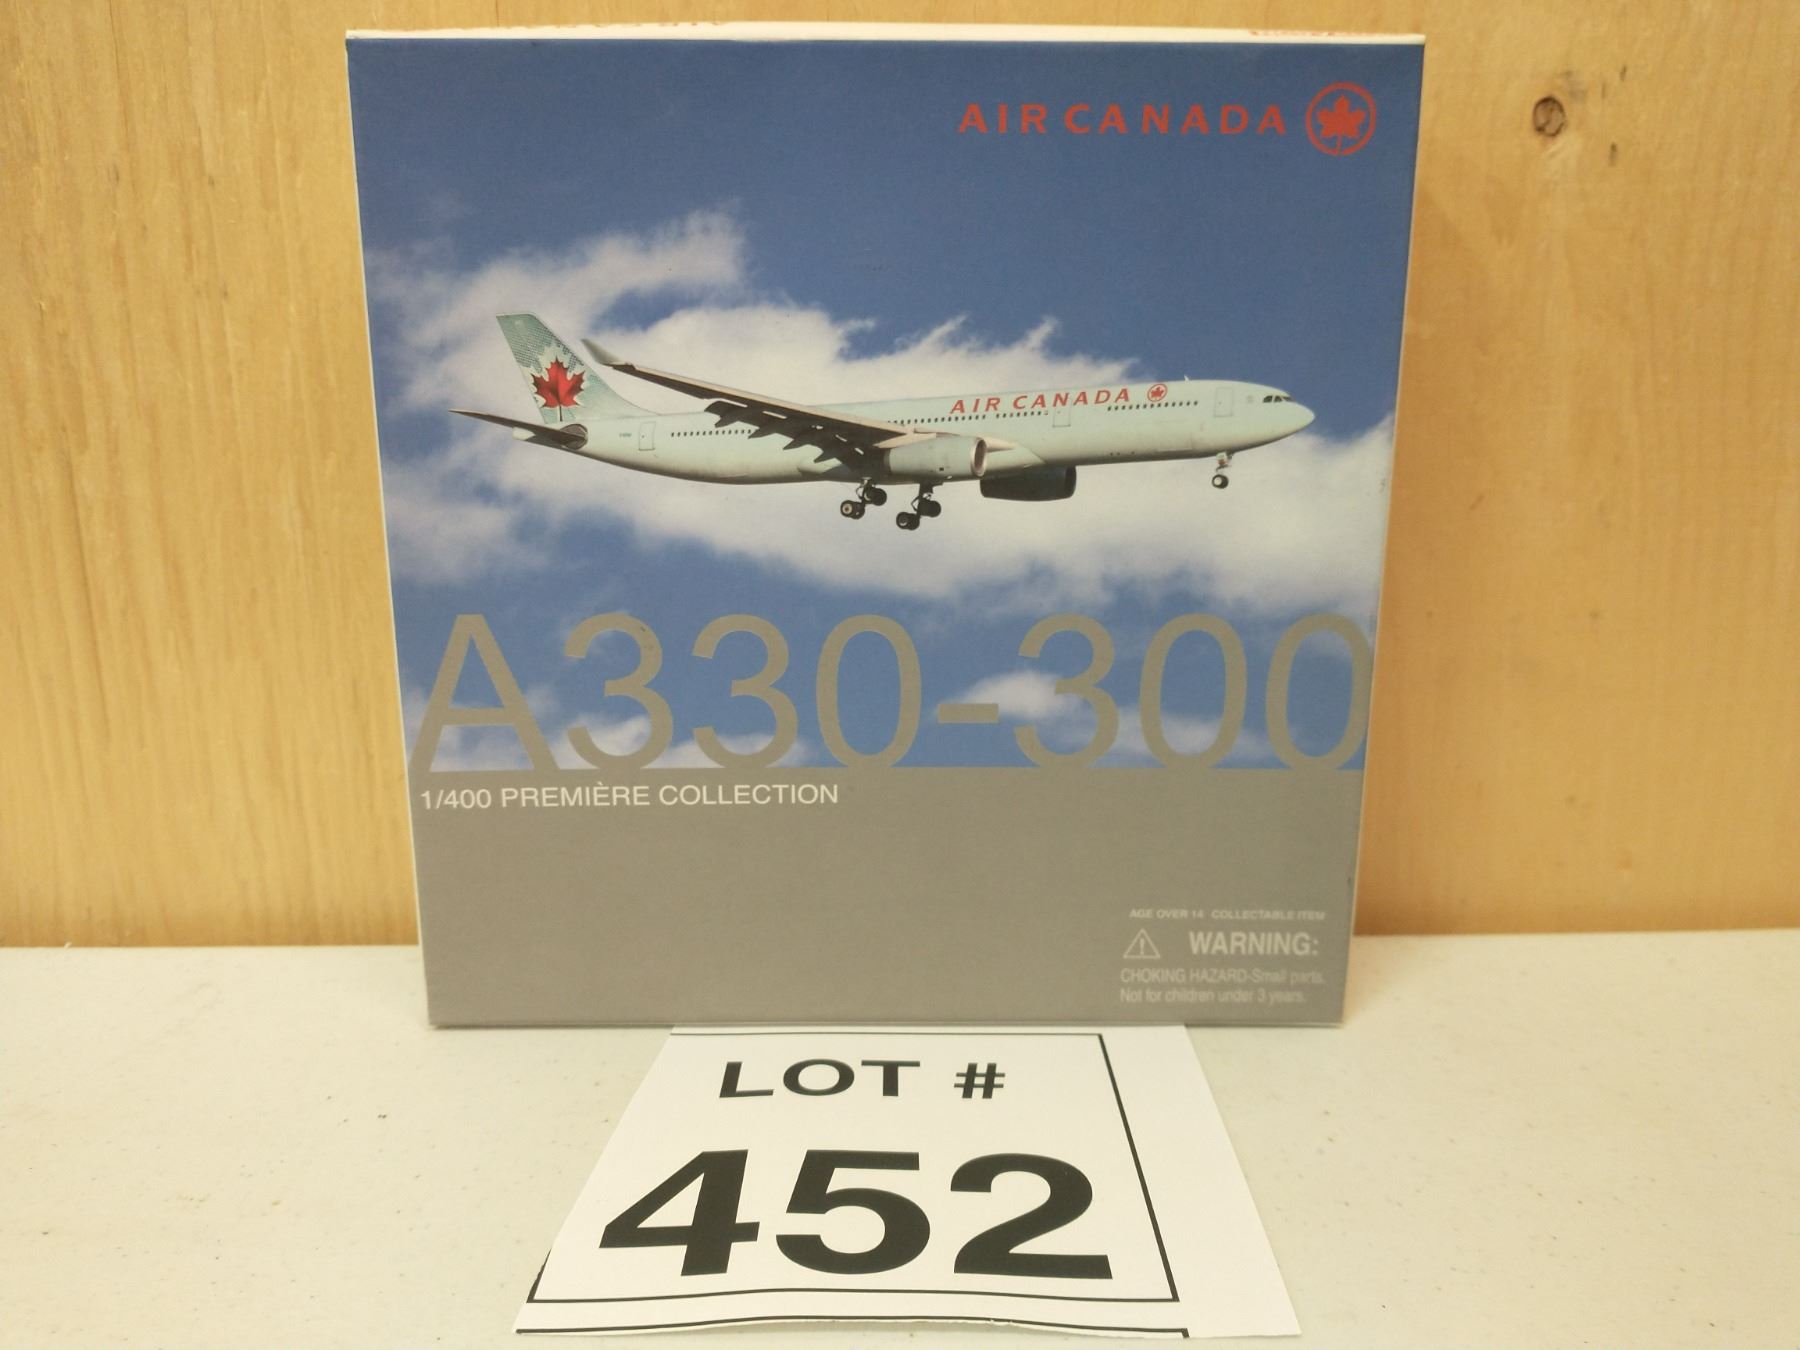 AIR CANADA
AIR CANADA
A330-300
1/400 PREMIÈRE COLLECTION
AGE OVER 14 COLLECTABLE ITEM
WARNING:
CHOKING HAZARD-Small parts.
Not for children under 3 years.
LOT #
452